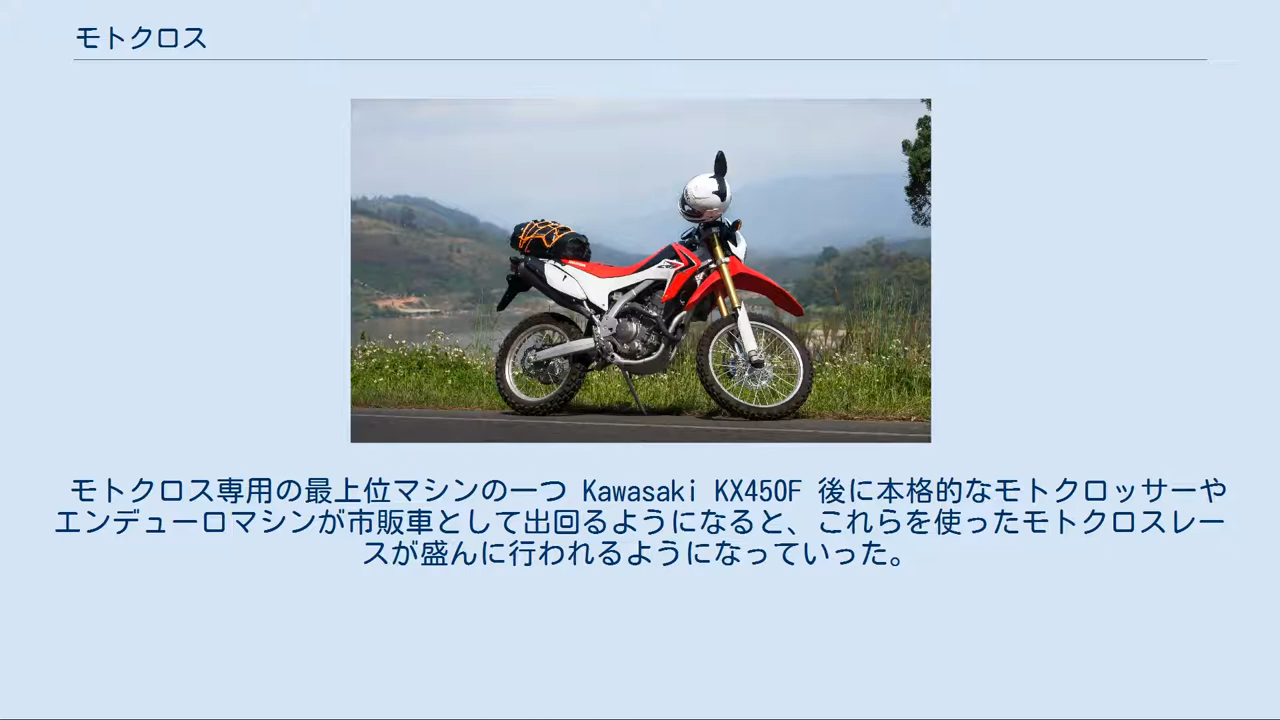 モトクロス
モトクロス専用の最上位マシンの一つ Kawasaki KX450F 後に本格的なモトクロッサーや
エンデューロマシンが市販車として出回るようになると、これらを使ったモトクロスレー
スが盛んに行われるようになっていった。